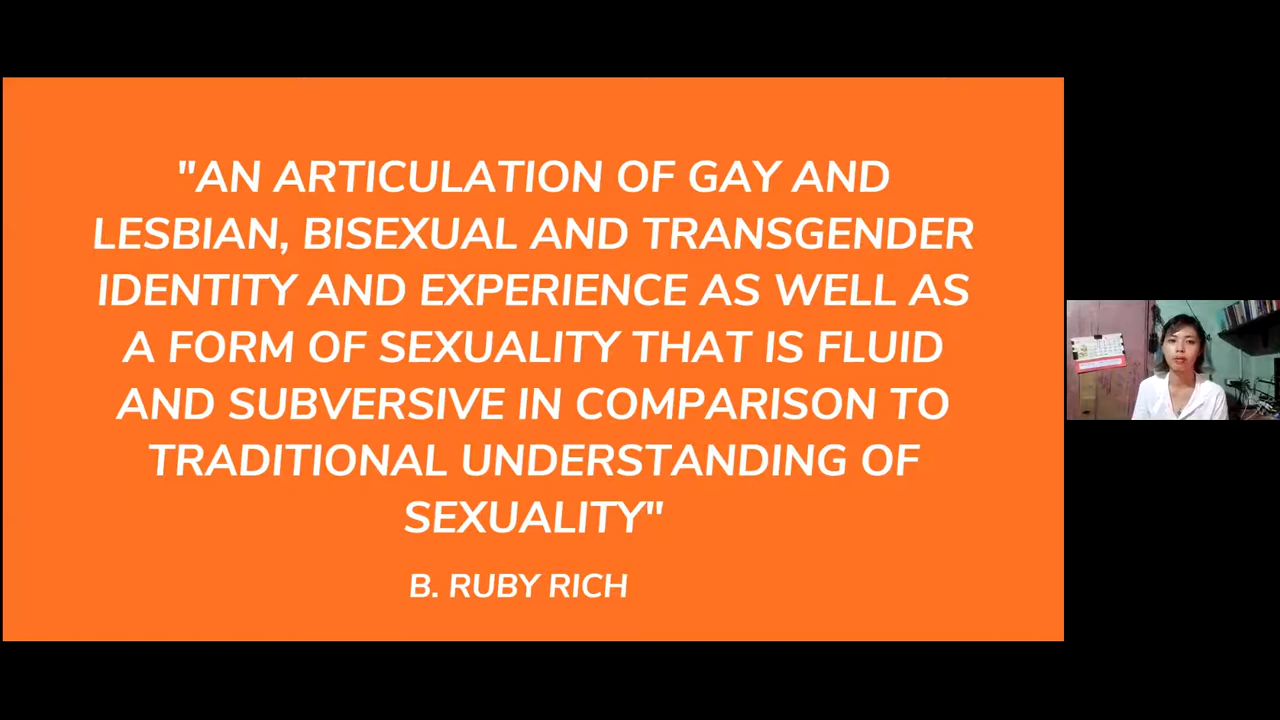 "AN ARTICULATION OF GAY AND
LESBIAN, BISEXUAL AND TRANSGENDER
IDENTITY AND EXPERIENCE AS WELL AS
A FORM OF SEXUALITY THAT IS FLUID
AND SUBVERSIVE IN COMPARISON TO
TRADITIONAL UNDERSTANDING OF
SEXUALITY"
B. RUBY RICH